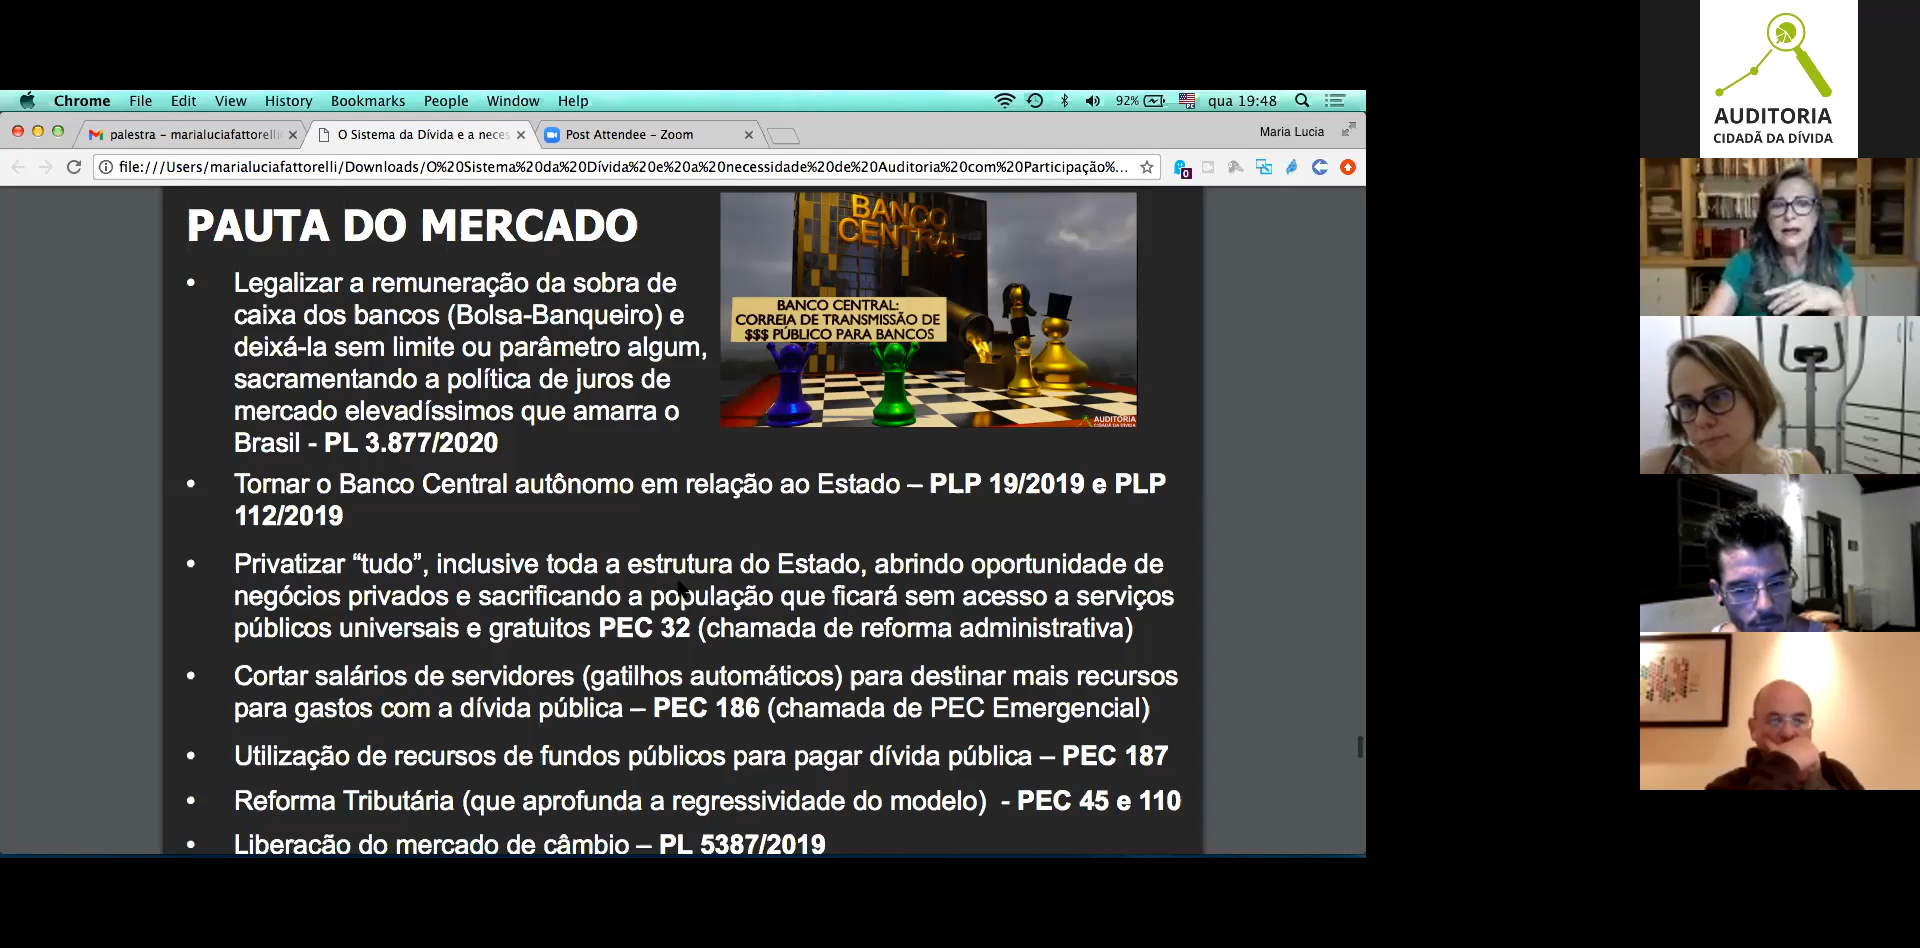 Chrome File Edit View History Bookmarks People Window Help 92% qua 19:48
palestra – marialuciafattorelli
O Sistema da Dívida e a neces
Post Attendee – Zoom
Maria Lucia
file:///Users/marialuciafattorelli/Downloads/O%20Sistema%20da%20Dívida%20e%20a%20necessidade%20de%20Auditoria%20com%20Participação%...
0
PAUTA DO MERCADO
• Legalizar a remuneração da sobra de
caixa dos bancos (Bolsa-Banqueiro) e
deixá-la sem limite ou parâmetro algum,
sacramentando a política de juros de
mercado elevadíssimos que amarra o
Brasil - PL 3.877/2020
BANCO
CENTRAL
BANCO CENTRAL:
CORREIA DE TRANSMISSÃO DE
$$$ PÚBLICO PARA BANCOS
AUDITORIA
CIDADÃ DA DÍVIDA
• Tornar o Banco Central autônomo em relação ao Estado – PLP 19/2019 e PLP
112/2019
• Privatizar “tudo”, inclusive toda a estrutura do Estado, abrindo oportunidade de
negócios privados e sacrificando a população que ficará sem acesso a serviços
públicos universais e gratuitos PEC 32 (chamada de reforma administrativa)
• Cortar salários de servidores (gatilhos automáticos) para destinar mais recursos
para gastos com a dívida pública – PEC 186 (chamada de PEC Emergencial)
• Utilização de recursos de fundos públicos para pagar dívida pública – PEC 187
• Reforma Tributária (que aprofunda a regressividade do modelo) - PEC 45 e 110
• Liberação do mercado de câmbio – PL 5387/2019
AUDITORIA
CIDADÃ DA DÍVIDA